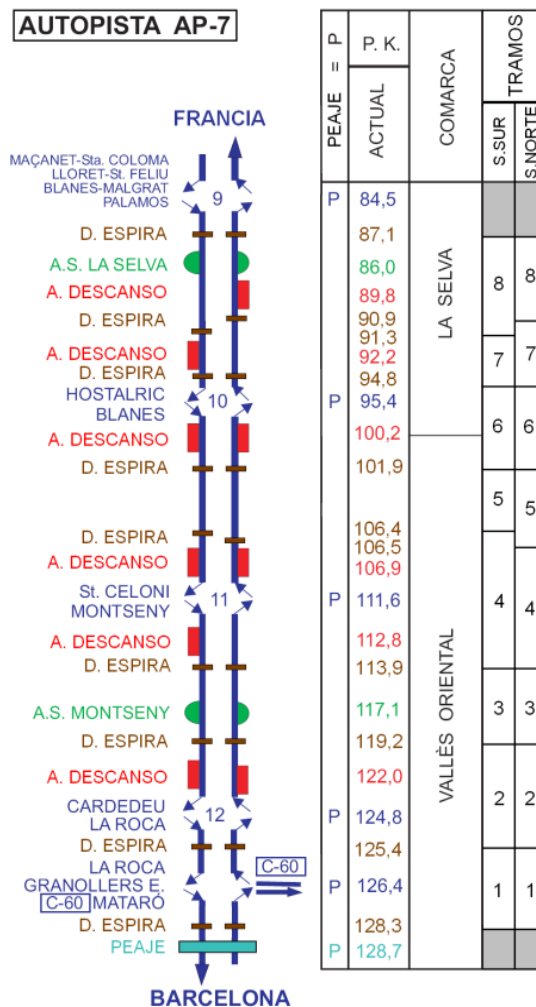 AUTOPISTA AP-7
PEAJE = P
P. K.
ACTUAL
COMARCA
TRAMOS
S.SUR
S.NORTE
FRANCIA
MAÇANET-Sta. COLOMA
LLORET-St. FELIU
BLANES-MALGRAT
PALAMOS
9
P
84,5
D. ESPIRA
87,1
A.S. LA SELVA
86,0
A. DESCANSO
89,8
D. ESPIRA
90,9
91,3
A. DESCANSO
92,2
D. ESPIRA
94,8
HOSTALRIC
BLANES
10
P
95,4
A. DESCANSO
100,2
D. ESPIRA
101,9
D. ESPIRA
106,4
106,5
A. DESCANSO
106,9
St. CELONI
MONTSENY
11
P
111,6
A. DESCANSO
112,8
D. ESPIRA
113,9
A.S. MONTSENY
117,1
D. ESPIRA
119,2
A. DESCANSO
122,0
CARDEDEU
LA ROCA
12
P
124,8
D. ESPIRA
125,4
LA ROCA
GRANOLLERS E.
C-60 MATARÓ
C-60
P
126,4
D. ESPIRA
128,3
PEAJE
P
128,7
BARCELONA
LA SELVA
VALLÈS ORIENTAL
8
8
7
7
6
6
5
5
4
4
3
3
2
2
1
1